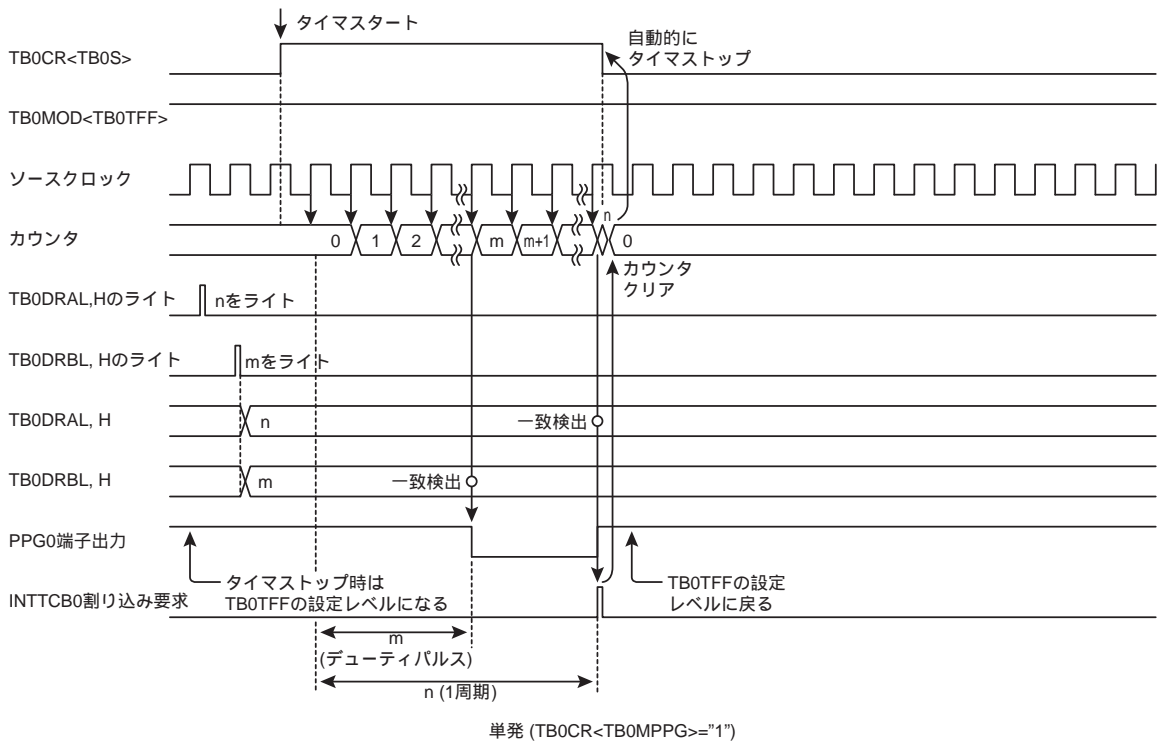 タイマスタート
TB0CR<TB0S>
自動的に
タイマストップ
TB0MOD<TB0TFF>
ソースクロック
カウンタ
0
1
2
m
m+1
n
0
カウンタ
クリア
TB0DRAL,Hのライト
nをライト
TB0DRBL, Hのライト
mをライト
TB0DRAL, H
n
一致検出
TB0DRBL, H
m
一致検出
PPG0端子出力
タイマストップ時は
TB0TFFの設定レベルになる
TB0TFFの設定
レベルに戻る
INTTCB0割り込み要求
m
(デューティパルス)
n (1周期)
単発 (TB0CR<TB0MPPG>="1")